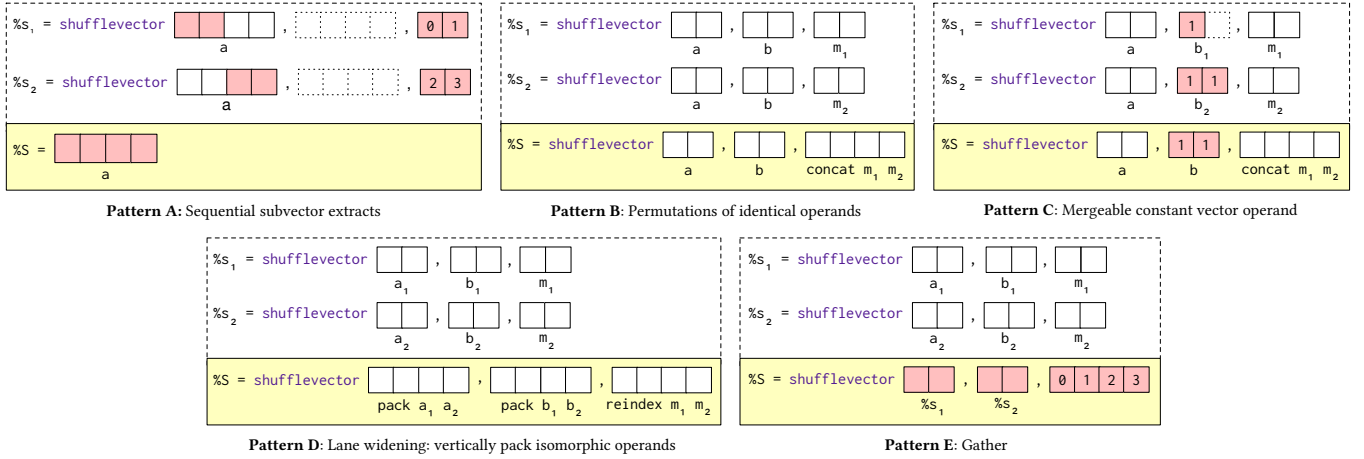 %s₁ = shufflevector , , 0 1
a
%s₂ = shufflevector , , 2 3
a
%S =
a
Pattern A: Sequential subvector extracts
%s₁ = shufflevector , ,
a b m₁
%s₂ = shufflevector , ,
a b m₂
%S = shufflevector , ,
a b concat m₁ m₂
Pattern B: Permutations of identical operands
%s₁ = shufflevector , 1 ,
a b₁ m₁
%s₂ = shufflevector , 1 1 ,
a b₂ m₂
%S = shufflevector , 1 1 ,
a b concat m₁ m₂
Pattern C: Mergeable constant vector operand
%s₁ = shufflevector , ,
a₁ b₁ m₁
%s₂ = shufflevector , ,
a₂ b₂ m₂
%S = shufflevector , ,
pack a₁ a₂ pack b₁ b₂ reindex m₁ m₂
Pattern D: Lane widening: vertically pack isomorphic operands
%s₁ = shufflevector , ,
a₁ b₁ m₁
%s₂ = shufflevector , ,
a₂ b₂ m₂
%S = shufflevector , , 0 1 2 3
%s₁ %s₂
Pattern E: Gather